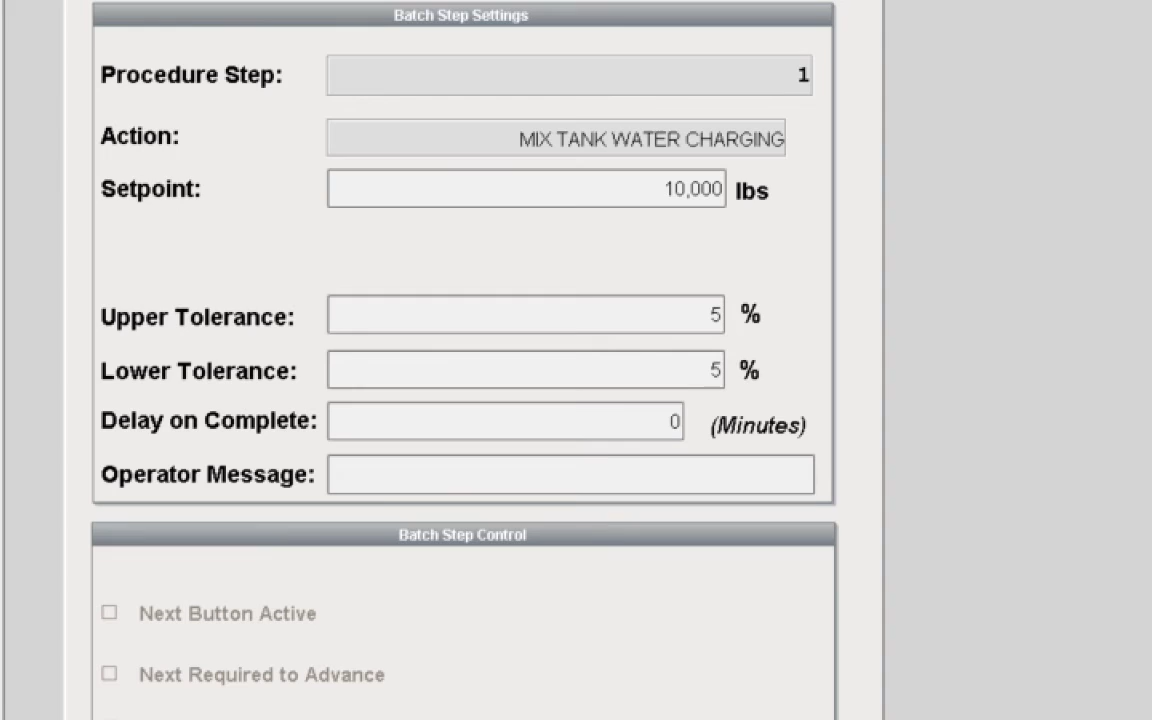 Batch Step Settings
Procedure Step: 1
Action: MIX TANK WATER CHARGING
Setpoint: 10,000 lbs
Upper Tolerance: 5 %
Lower Tolerance: 5 %
Delay on Complete: 0 (Minutes)
Operator Message:
Batch Step Control
Next Button Active
Next Required to Advance